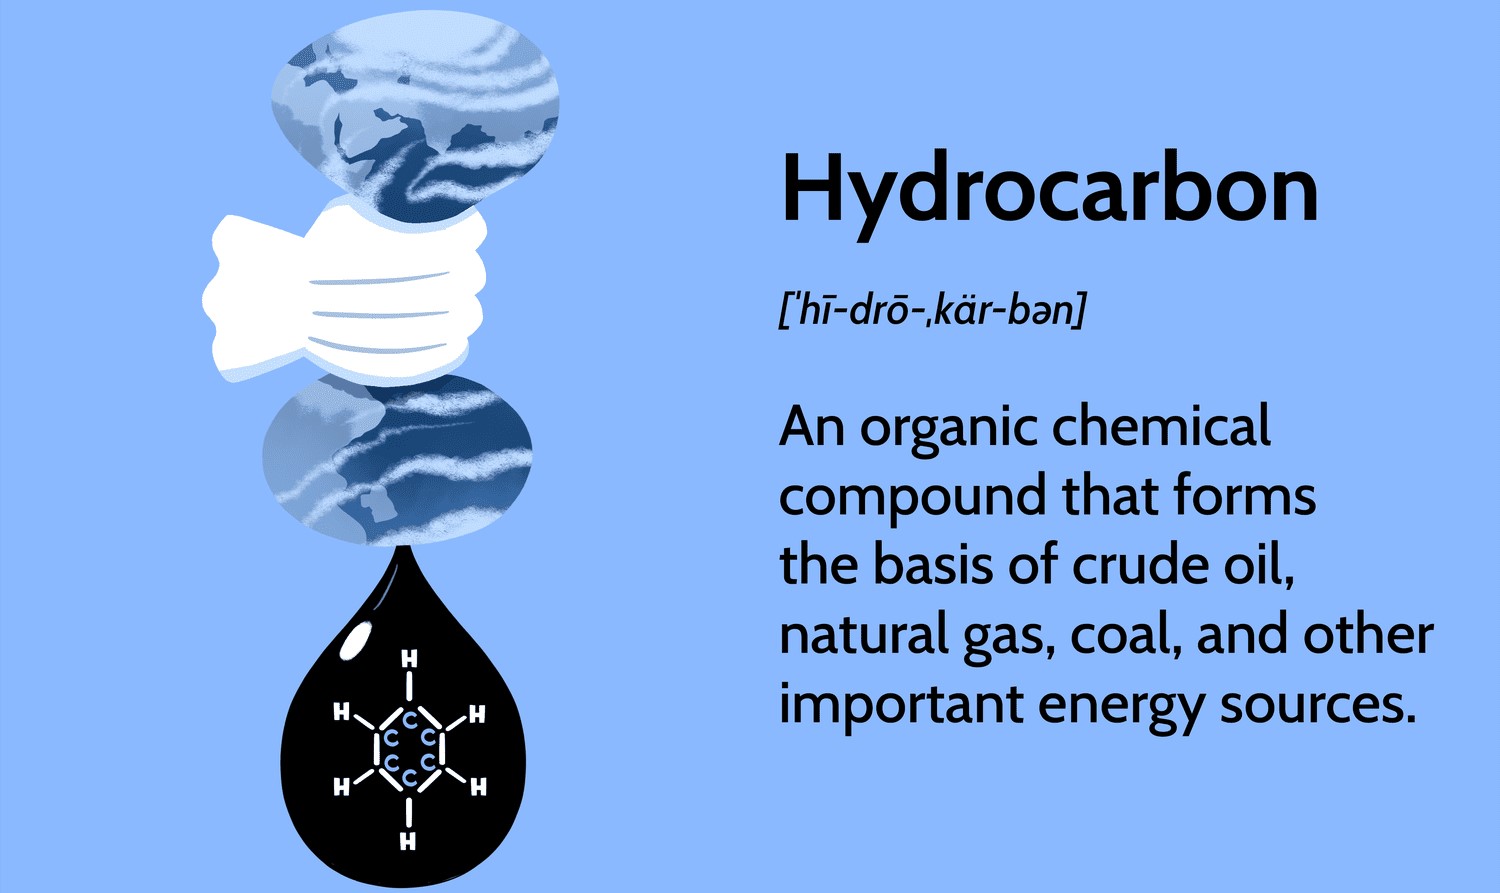 Hydrocarbon
[ˈhī-drō-ˌkär-bən]
An organic chemical
compound that forms
the basis of crude oil,
natural gas, coal, and other
important energy sources.
H
H H
C
C C
C C
C
H H
H